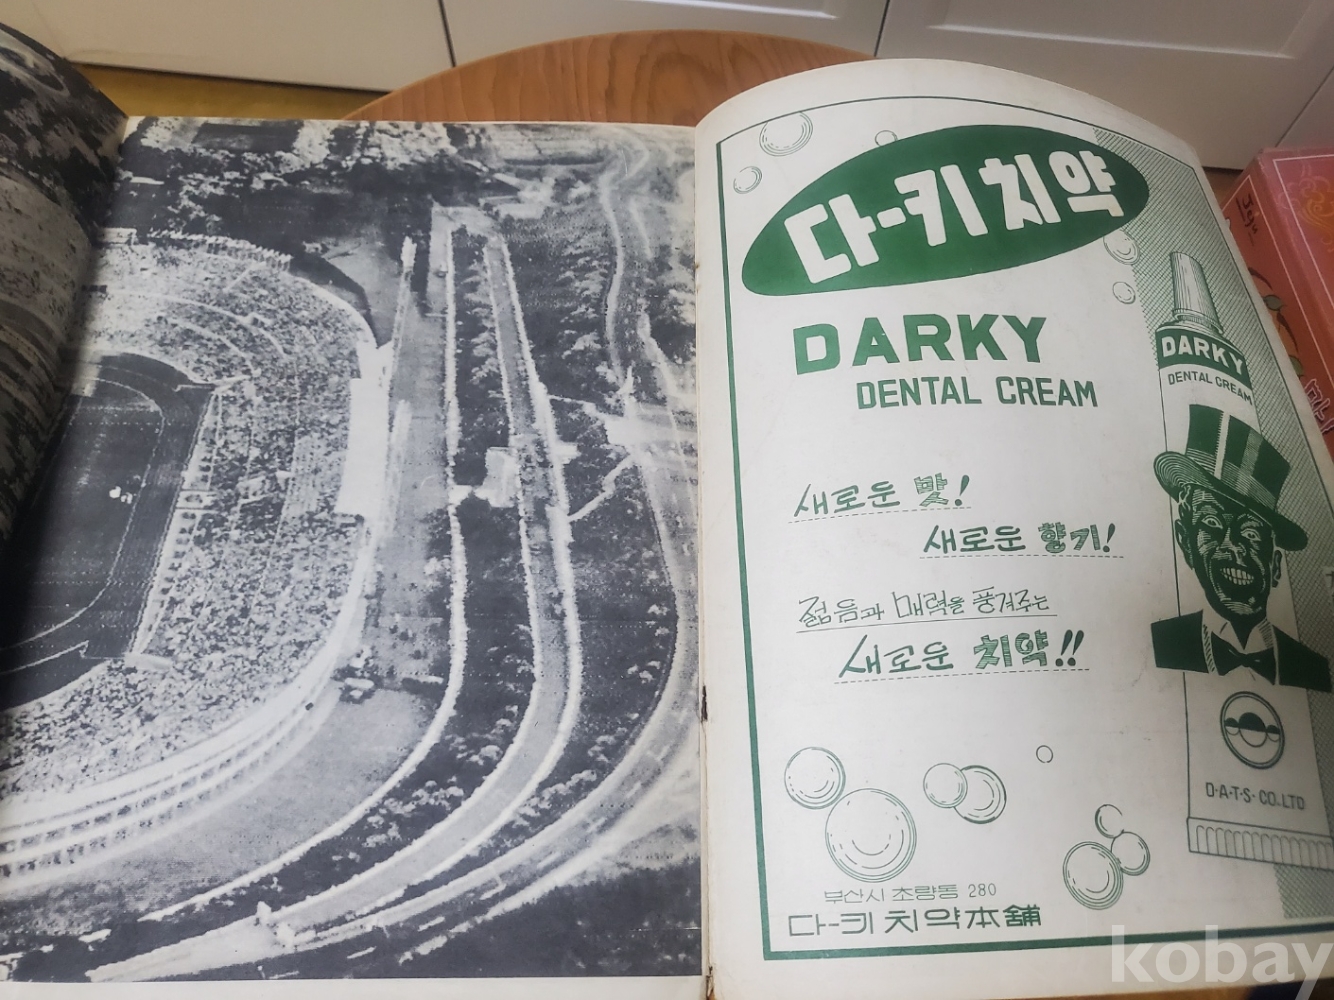 다-키 치약
DARKY
DENTAL CREAM
새로운 맛!
새로운 향기!
젊음과 매력을 풍겨주는
새로운 치약!!
DARKY
DENTAL CREAM
D·A·T·S· CO.LTD
부산시 초량동 280
다-키 치약本舖
kobay